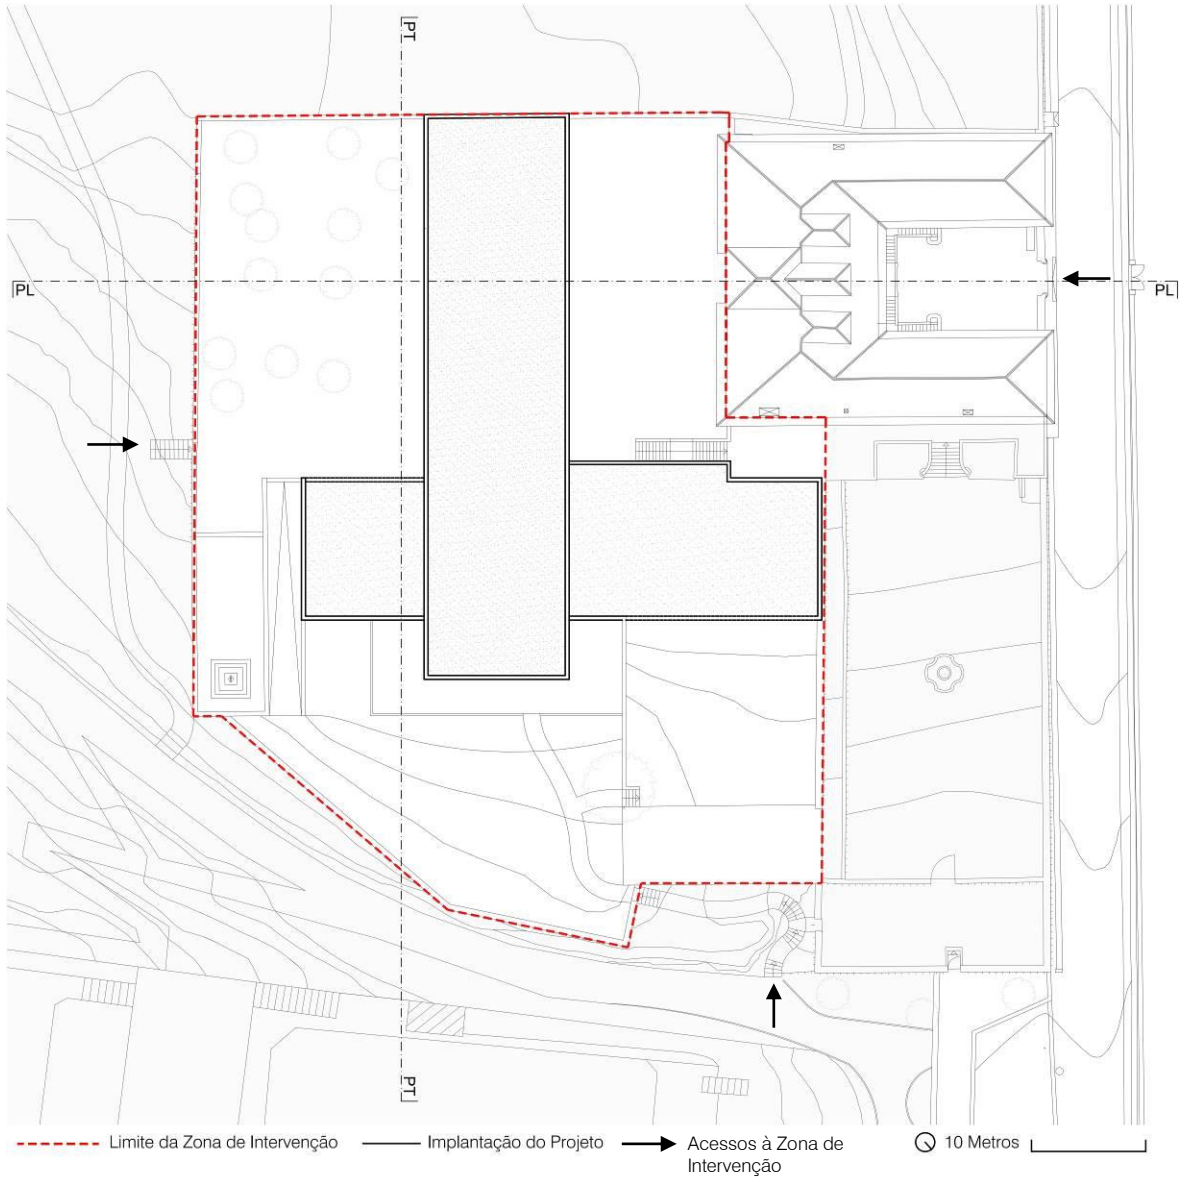 PT
PL
PL
PT
Limite da Zona de Intervenção
Implantação do Projeto
Acessos à Zona de
Intervenção
10 Metros